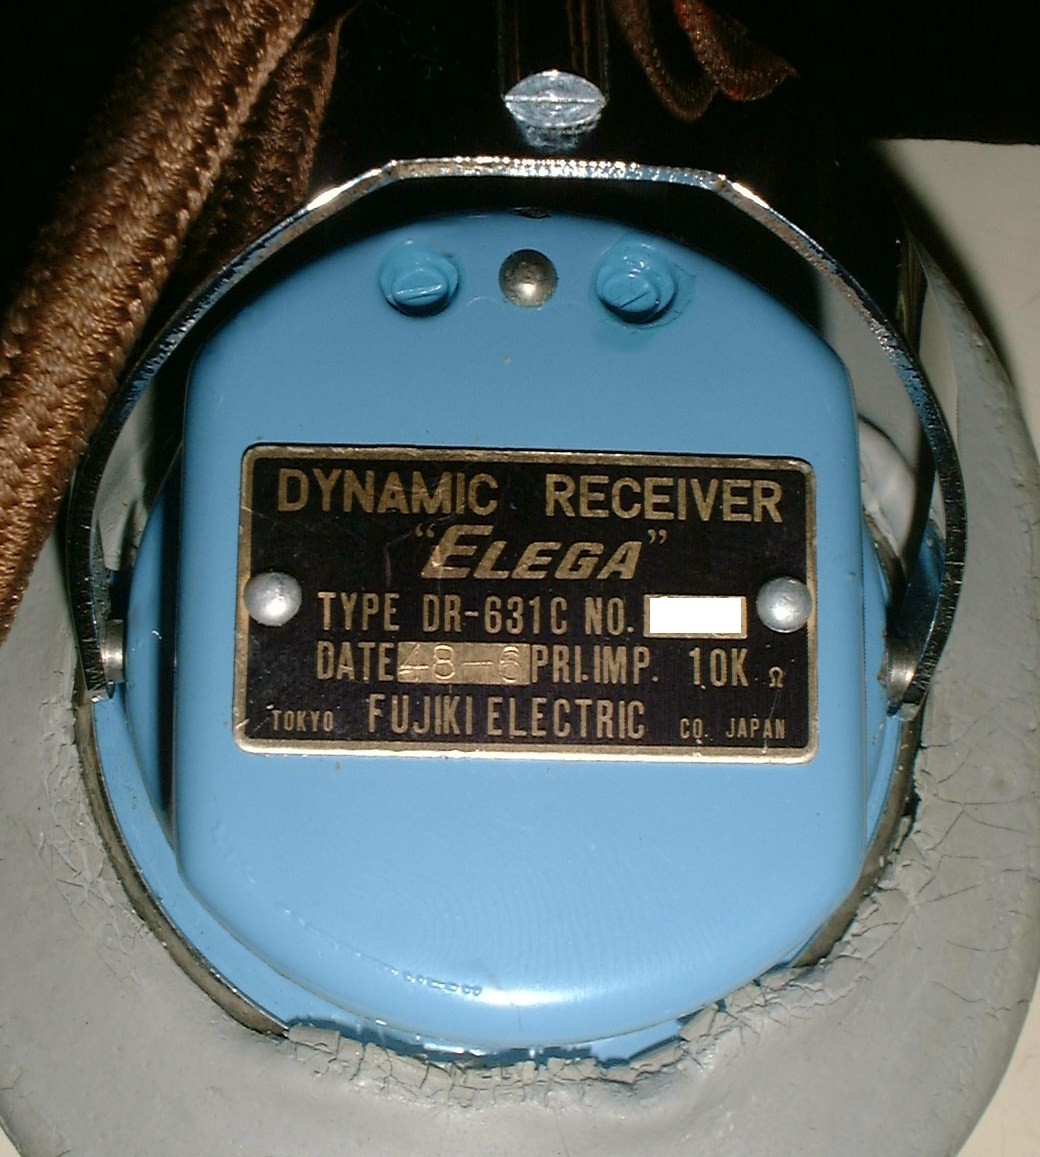 DYNAMIC RECEIVER
"ELEGA"
TYPE DR-631C NO.
DATE 48-6 PRI.IMP. 10K Ω
TOKYO FUJIKI ELECTRIC CO. JAPAN